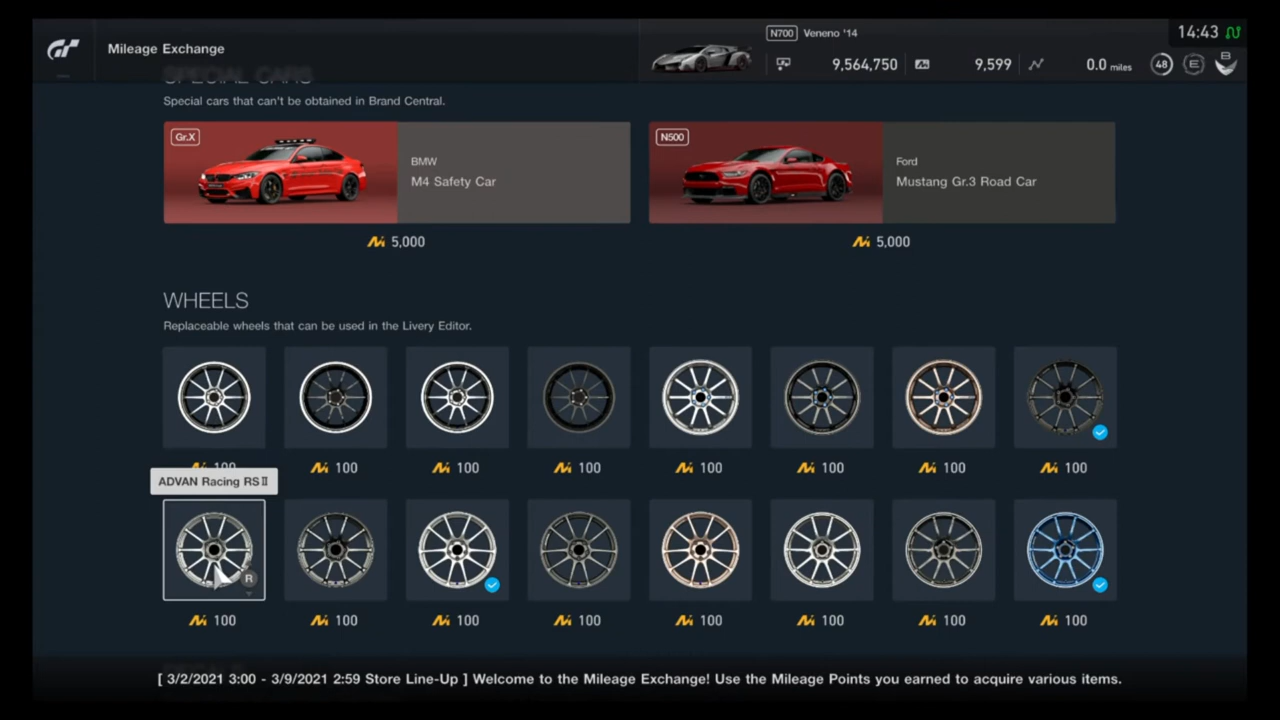 GT
Mileage Exchange
N700 Veneno '14
9,564,750
9,599
0.0 miles
48
E
B
14:43
SPECIAL CARS
Special cars that can't be obtained in Brand Central.
Gr.X
BMW
M4 Safety Car
N500
Ford
Mustang Gr.3 Road Car
5,000
5,000
WHEELS
Replaceable wheels that can be used in the Livery Editor.
100 100 100 100 100 100 100 100
ADVAN Racing RSⅡ
R
100 100 100 100 100 100 100 100
[ 3/2/2021 3:00 - 3/9/2021 2:59 Store Line-Up ] Welcome to the Mileage Exchange! Use the Mileage Points you earned to acquire various items.